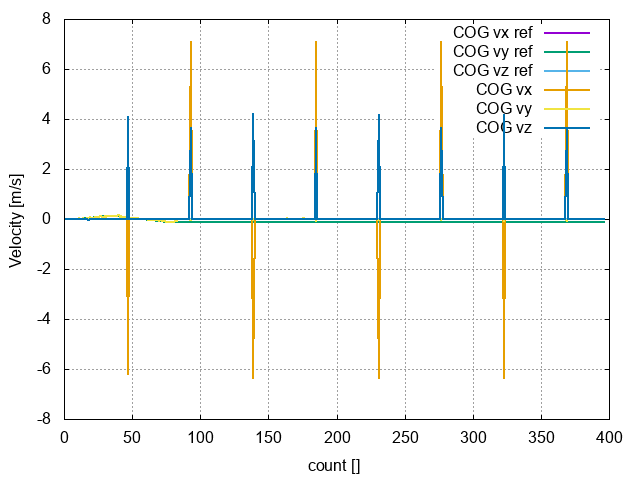 8
6
4
2
0
-2
-4
-6
-8
Velocity [m/s]
COG vx ref
COG vy ref
COG vz ref
COG vx
COG vy
COG vz
0 50 100 150 200 250 300 350 400
count []